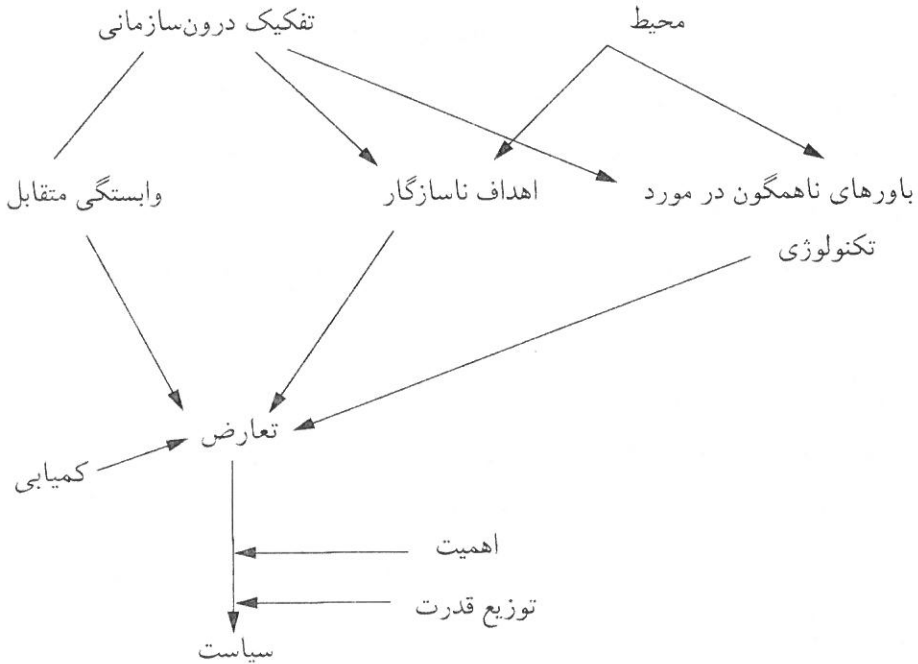 محیط
تفکیک درون‌سازمانی
باورهای ناهمگون در مورد
تکنولوژی
اهداف ناسازگار
وابستگی متقابل
تعارض
کمیابی
اهمیت
توزیع قدرت
سیاست